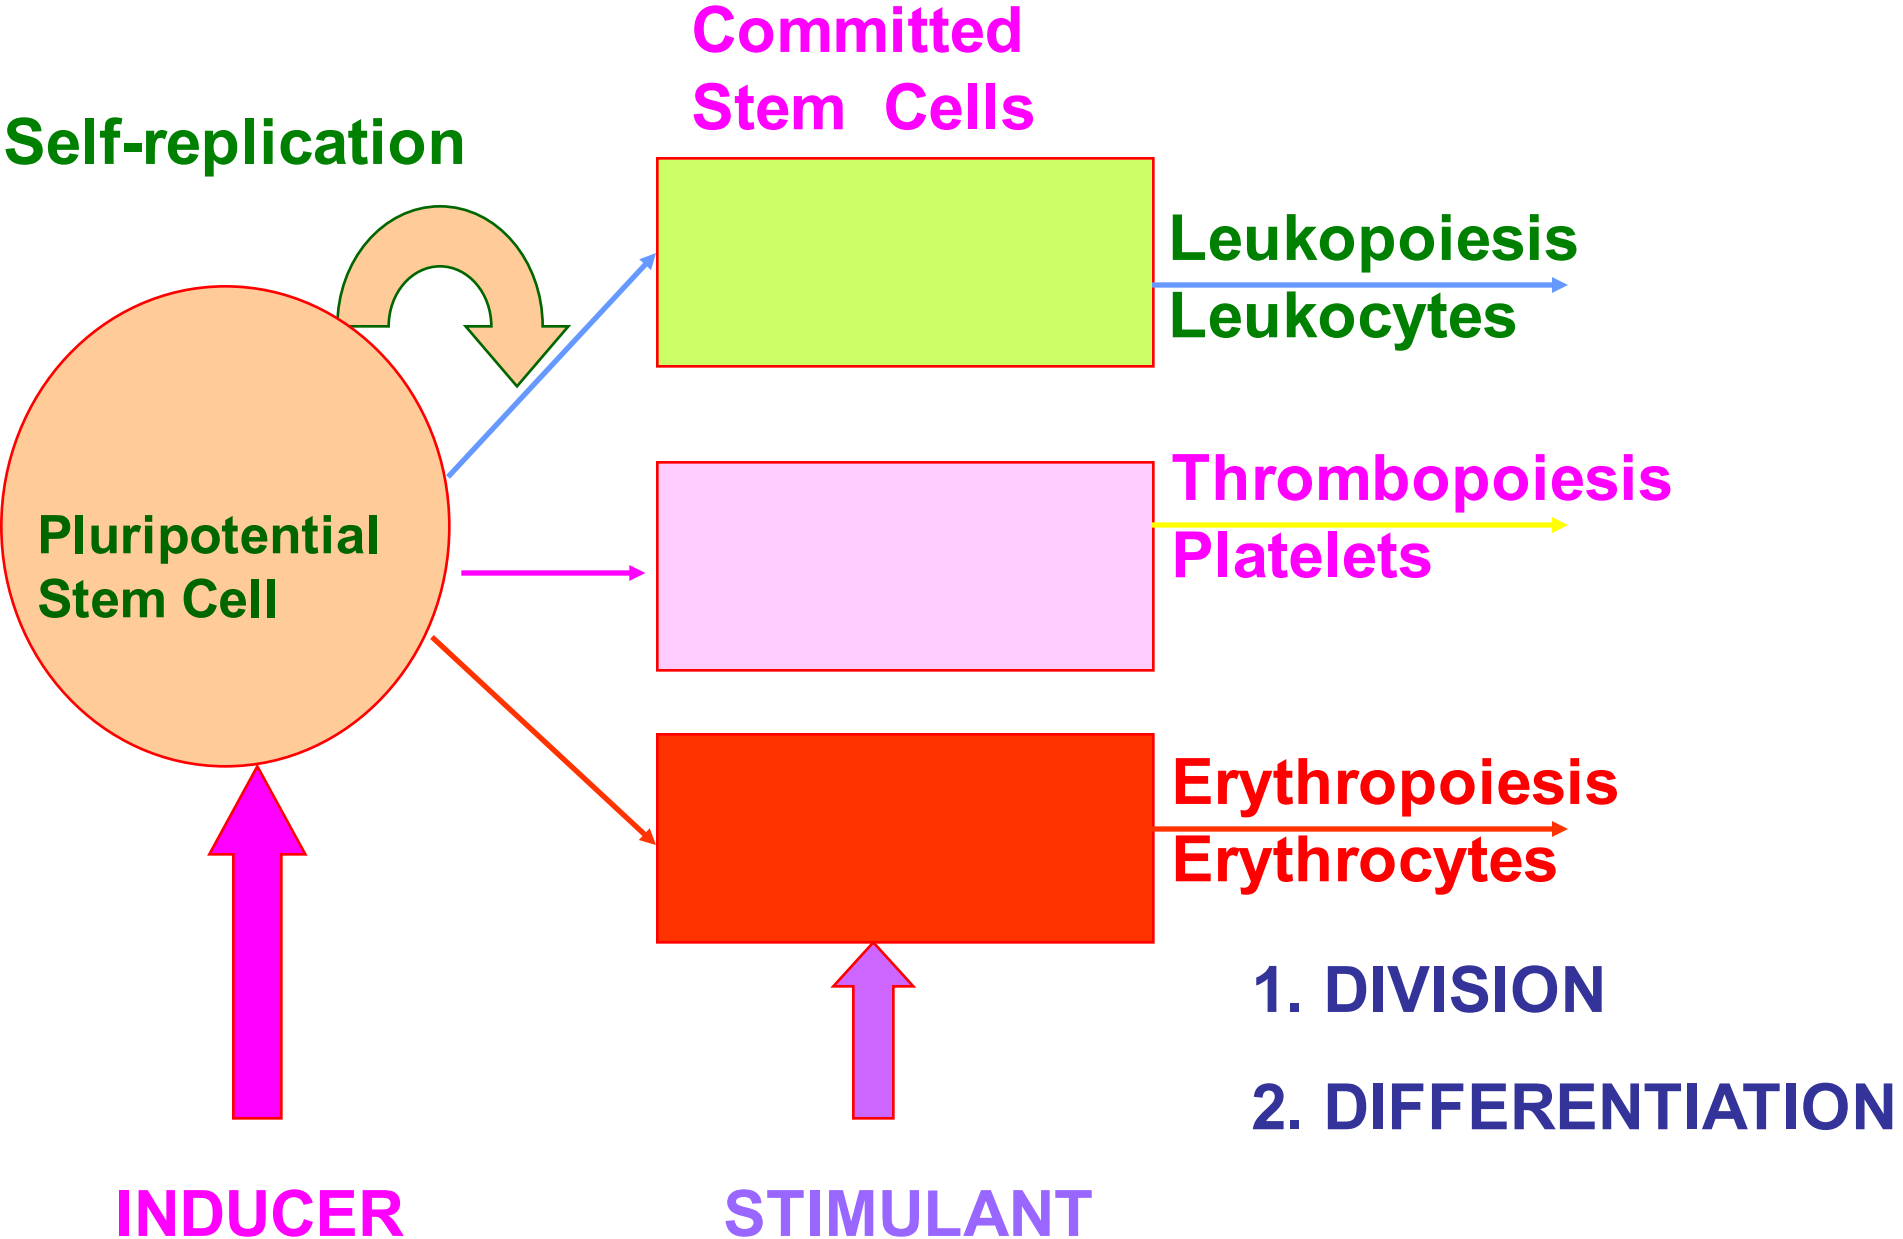 Committed
Stem Cells
Self-replication
Leukopoiesis
Leukocytes
Pluripotential
Stem Cell
Thrombopoiesis
Platelets
Erythropoiesis
Erythrocytes
1. DIVISION
2. DIFFERENTIATION
INDUCER
STIMULANT